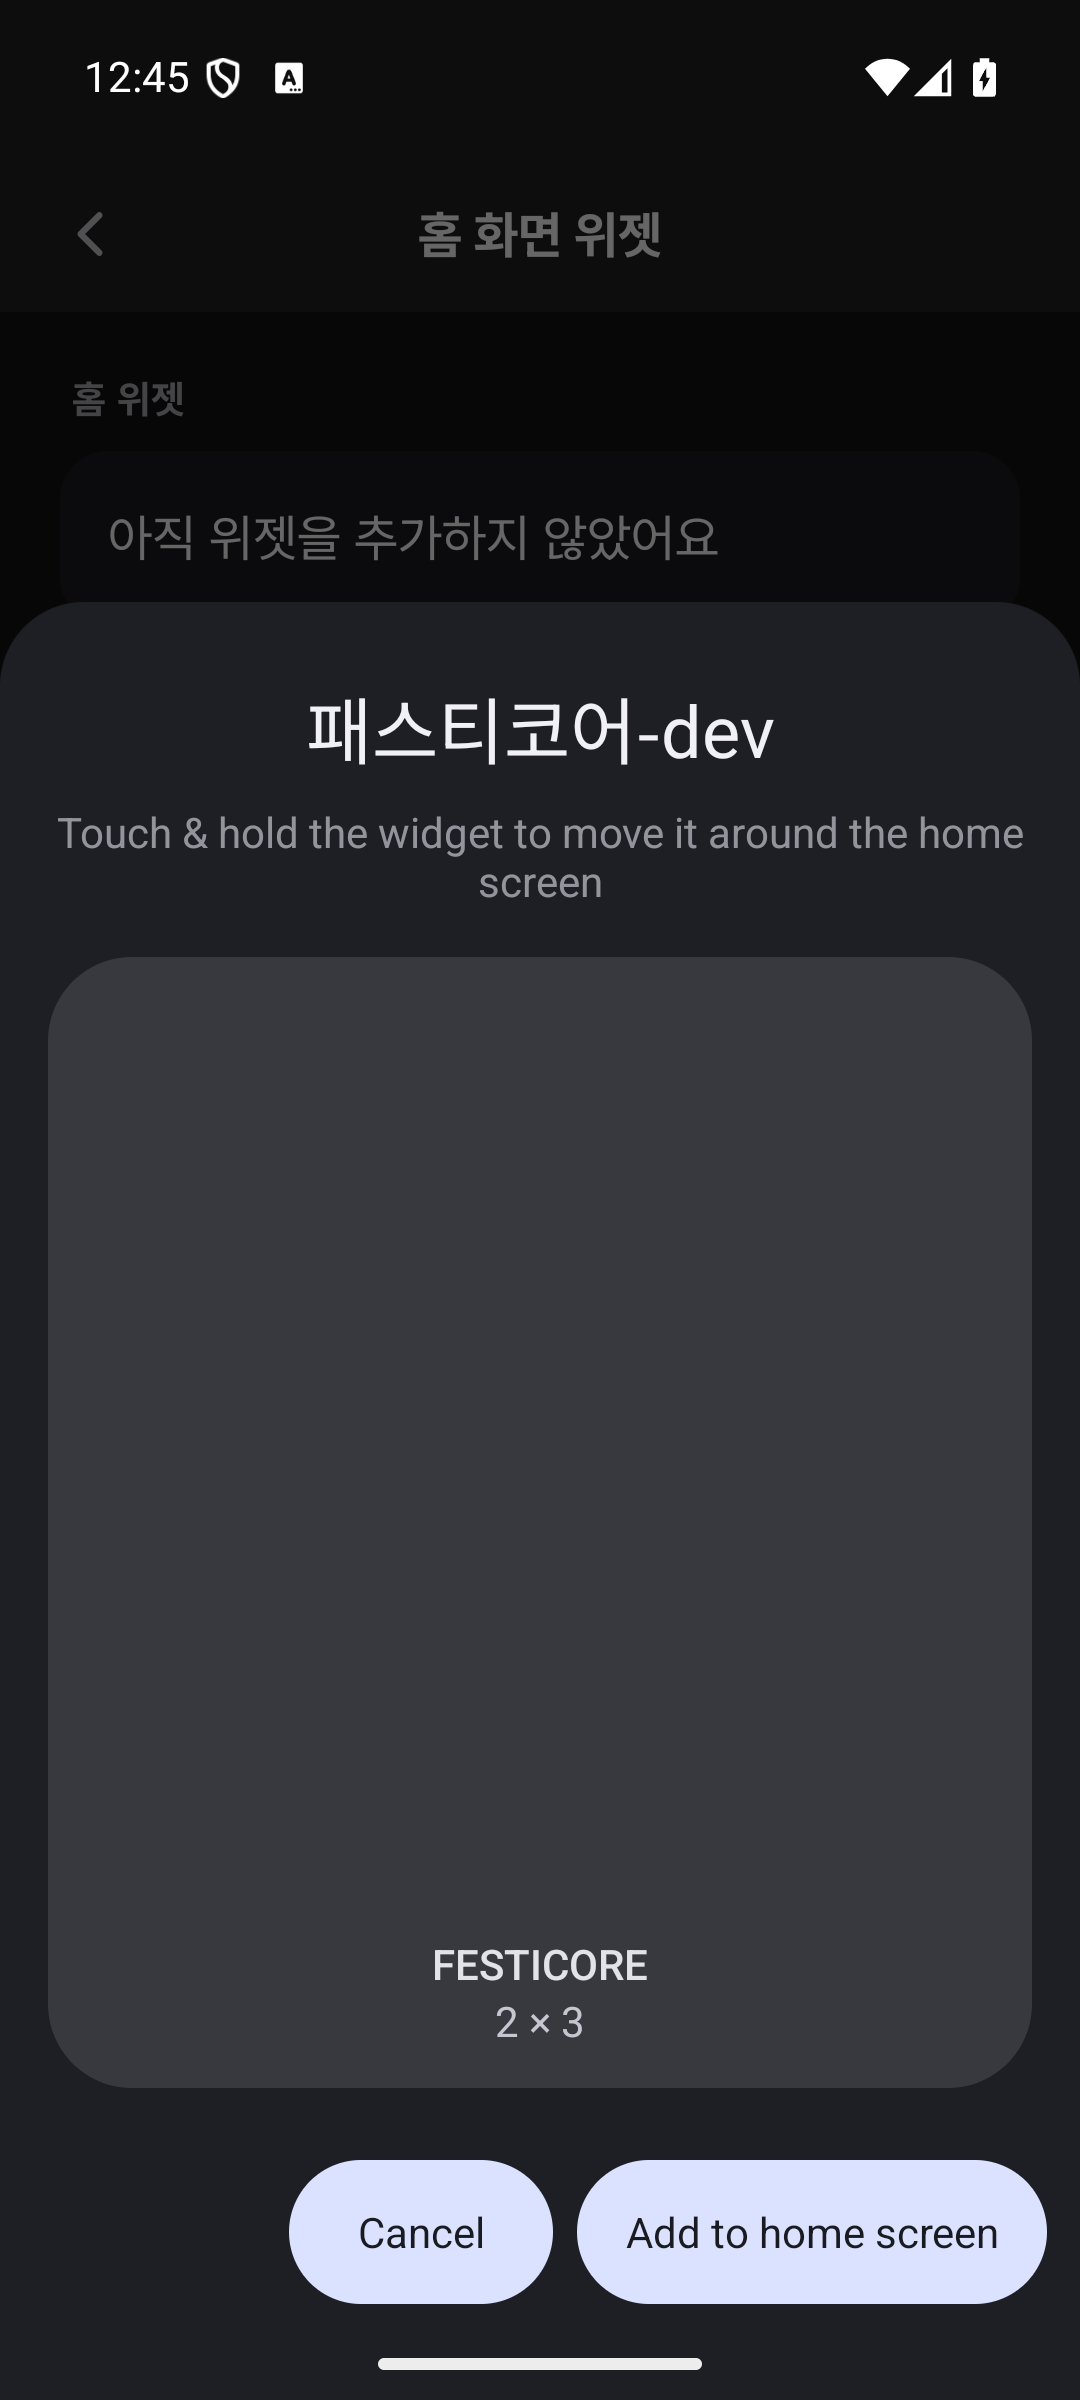 12:45
홈 화면 위젯
홈 위젯
아직 위젯을 추가하지 않았어요
패스티코어-dev
Touch & hold the widget to move it around the home
screen
FESTICORE
2 × 3
Cancel
Add to home screen